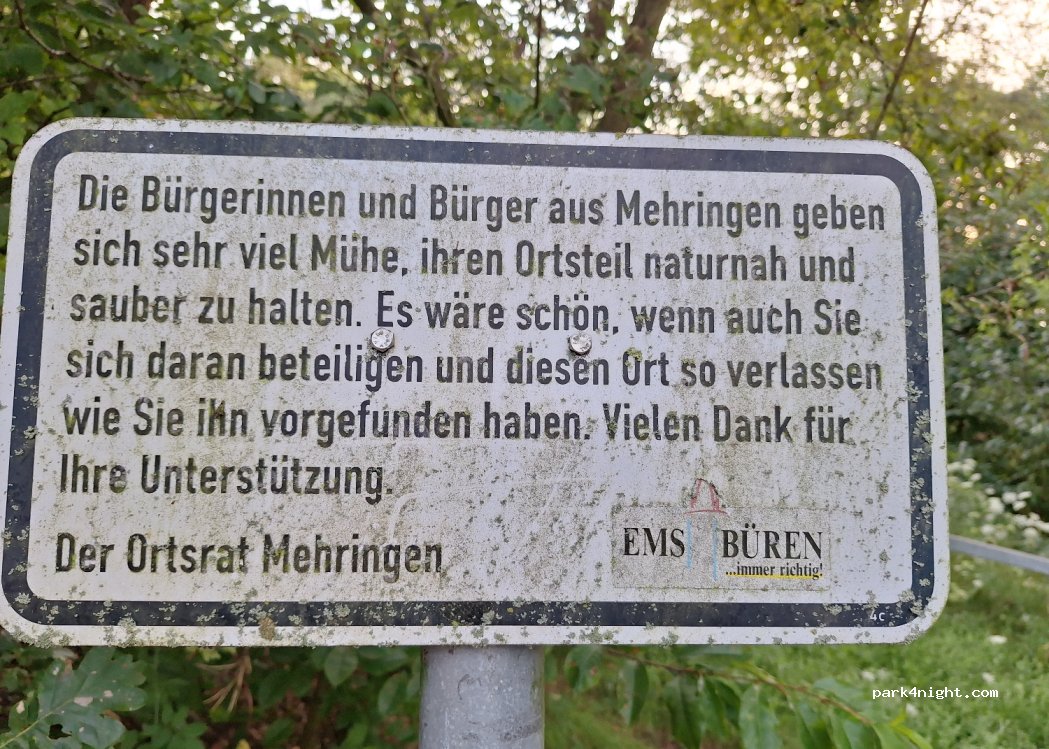 Die Bürgerinnen und Bürger aus Mehringen geben
sich sehr viel Mühe, ihren Ortsteil naturnah und
sauber zu halten. Es wäre schön, wenn auch Sie
sich daran beteiligen und diesen Ort so verlassen
wie Sie ihn vorgefunden haben. Vielen Dank für
Ihre Unterstützung.
Der Ortsrat Mehringen
EMSBÜREN
...immer richtig!
4C
park4night.com